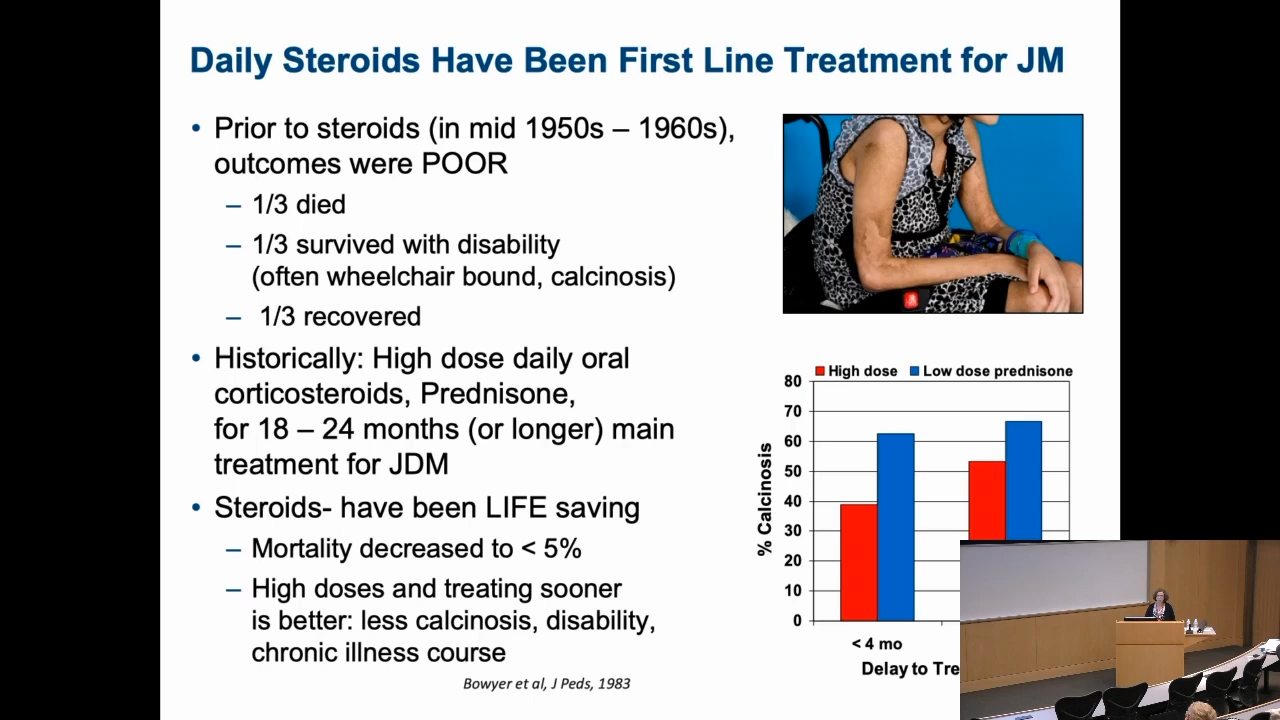 Daily Steroids Have Been First Line Treatment for JM
• Prior to steroids (in mid 1950s – 1960s),
outcomes were POOR
– 1/3 died
– 1/3 survived with disability
(often wheelchair bound, calcinosis)
– 1/3 recovered
• Historically: High dose daily oral
corticosteroids, Prednisone,
for 18 – 24 months (or longer) main
treatment for JDM
• Steroids- have been LIFE saving
– Mortality decreased to < 5%
– High doses and treating sooner
is better: less calcinosis, disability,
chronic illness course
Bowyer et al, J Peds, 1983
High dose Low dose prednisone
% Calcinosis
80
70
60
50
40
30
20
10
0
< 4 mo
Delay to Tre